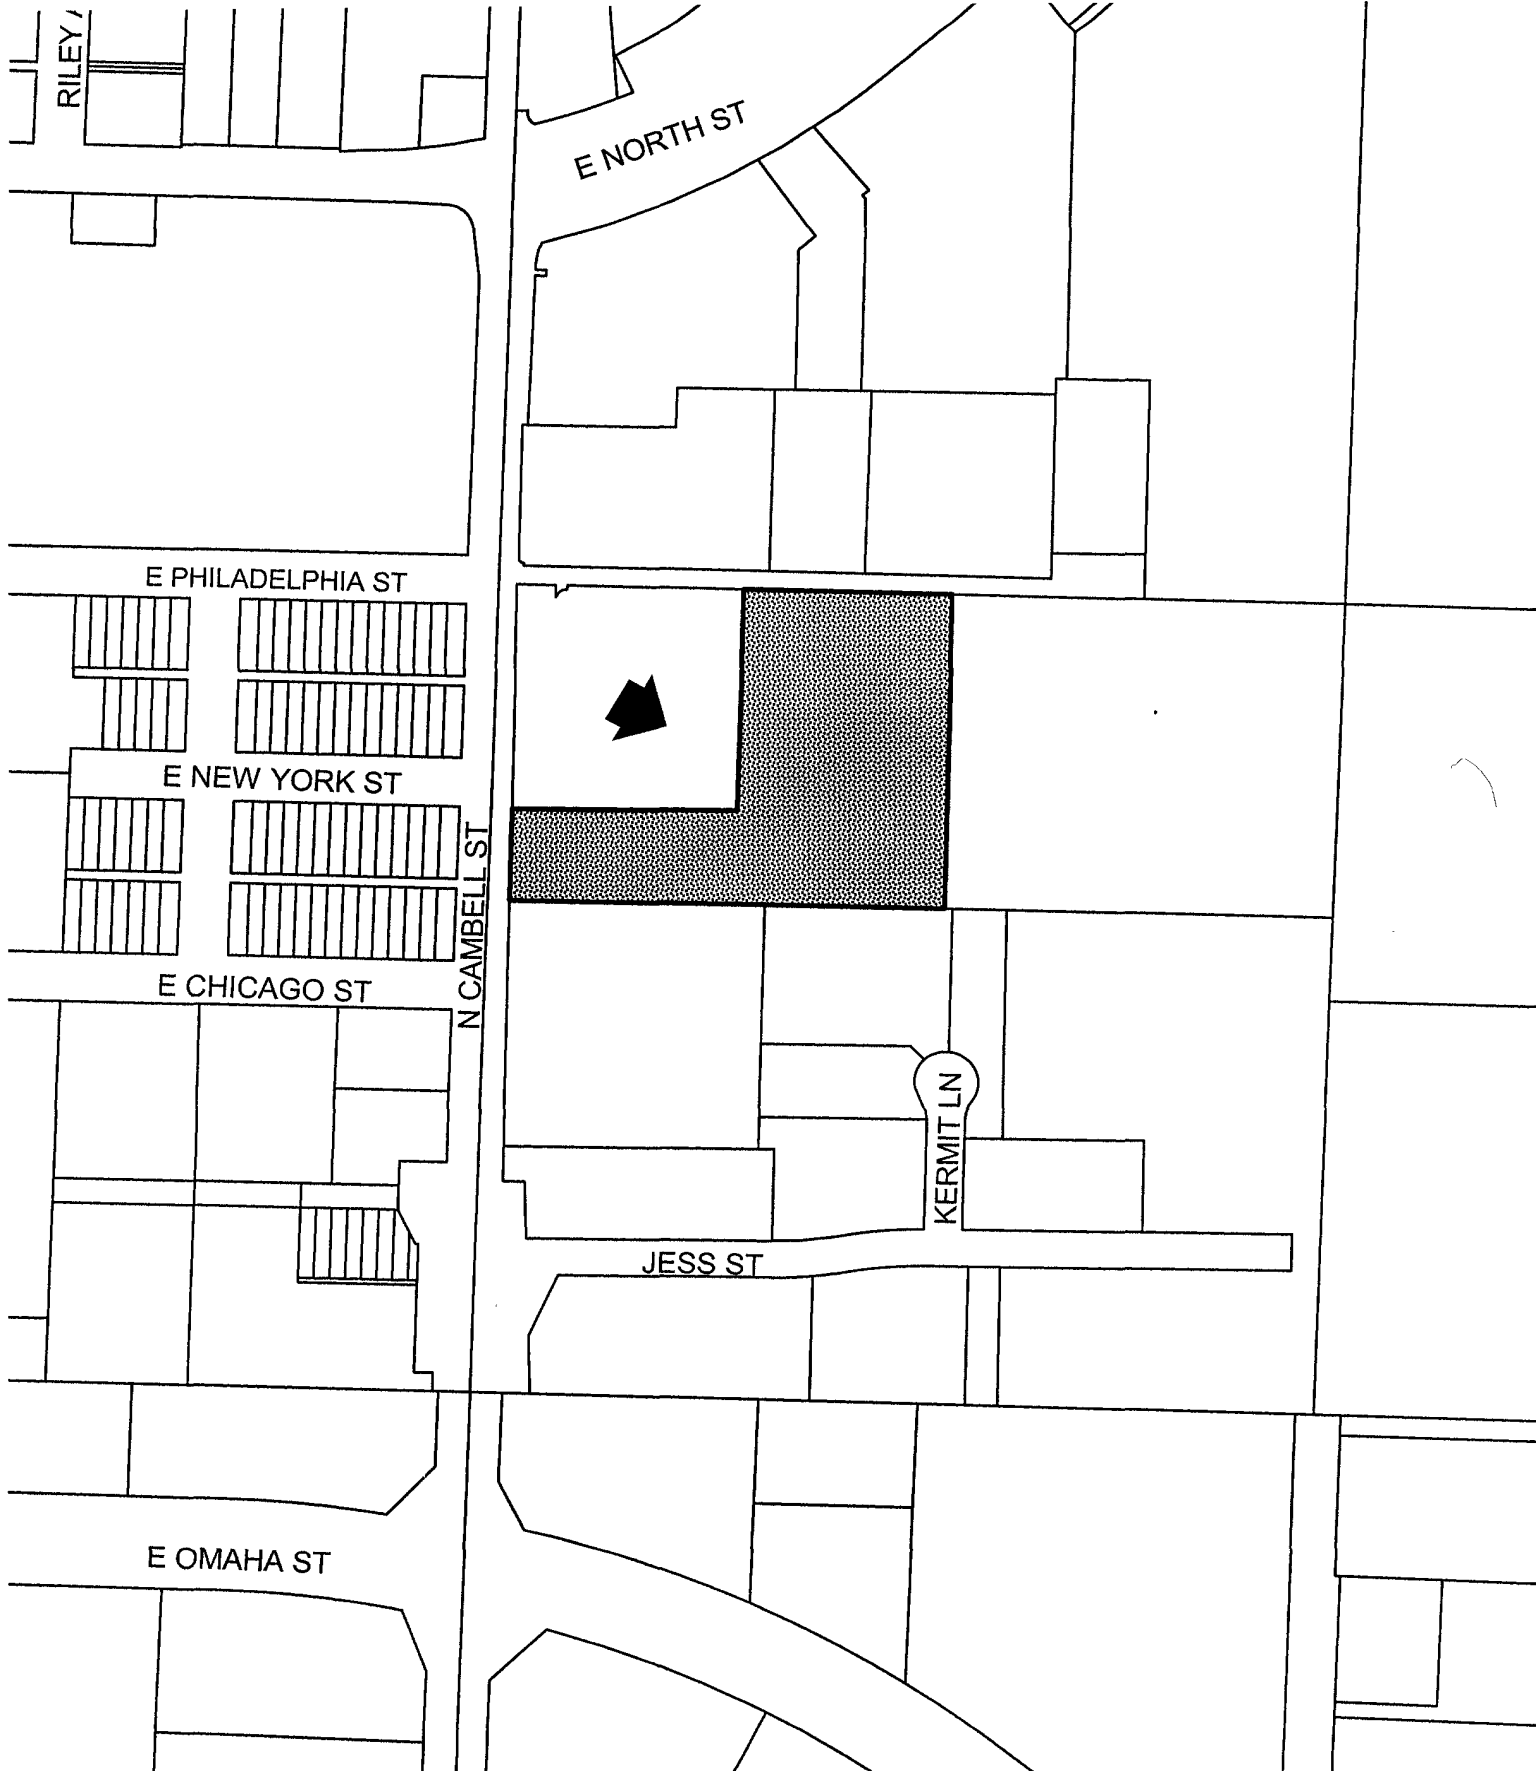 RILEY
E NORTH ST
E PHILADELPHIA ST
E NEW YORK ST
N CAMBELL ST
E CHICAGO ST
KERMIT LN
JESS ST
E OMAHA ST